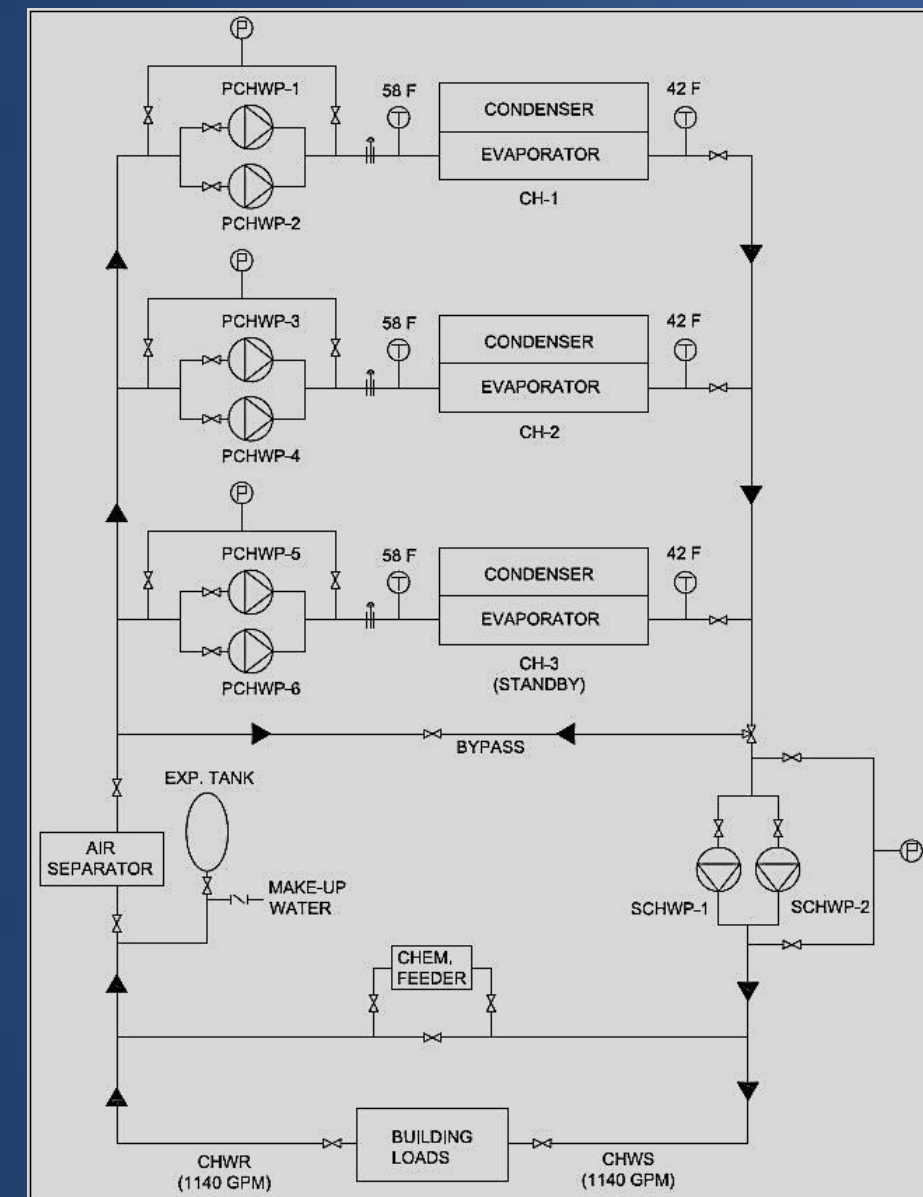 P
PCHWP-1
58 F
42 F
T
T
CONDENSER
EVAPORATOR
PCHWP-2
CH-1
P
PCHWP-3
58 F
42 F
T
T
CONDENSER
EVAPORATOR
PCHWP-4
CH-2
P
PCHWP-5
58 F
42 F
T
T
CONDENSER
EVAPORATOR
PCHWP-6
CH-3
(STANDBY)
BYPASS
EXP. TANK
AIR
SEPARATOR
MAKE-UP
WATER
P
SCHWP-1
SCHWP-2
CHEM.
FEEDER
BUILDING
LOADS
CHWR
(1140 GPM)
CHWS
(1140 GPM)